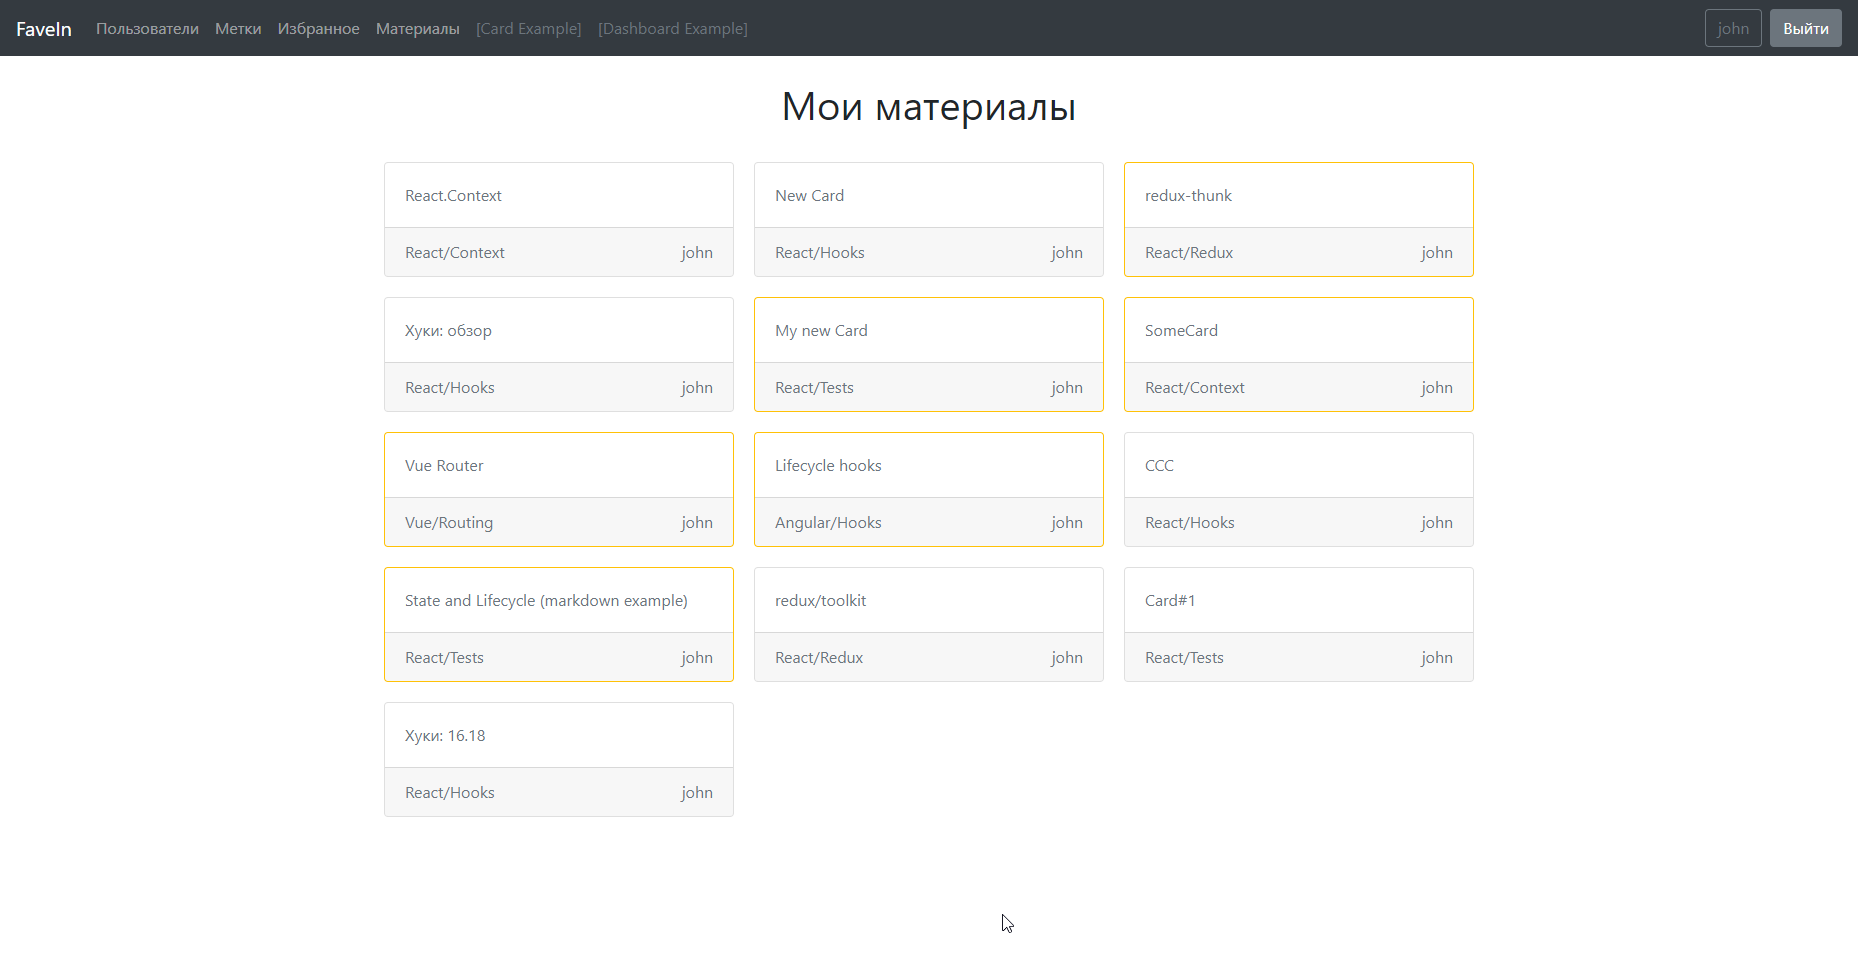 FaveIn Пользователи Метки Избранное Материалы [Card Example] [Dashboard Example] john Выйти
Мои материалы
React.Context
React/Context john
New Card
React/Hooks john
redux-thunk
React/Redux john
Хуки: обзор
React/Hooks john
My new Card
React/Tests john
SomeCard
React/Context john
Vue Router
Vue/Routing john
Lifecycle hooks
Angular/Hooks john
CCC
React/Hooks john
State and Lifecycle (markdown example)
React/Tests john
redux/toolkit
React/Redux john
Card#1
React/Tests john
Хуки: 16.18
React/Hooks john